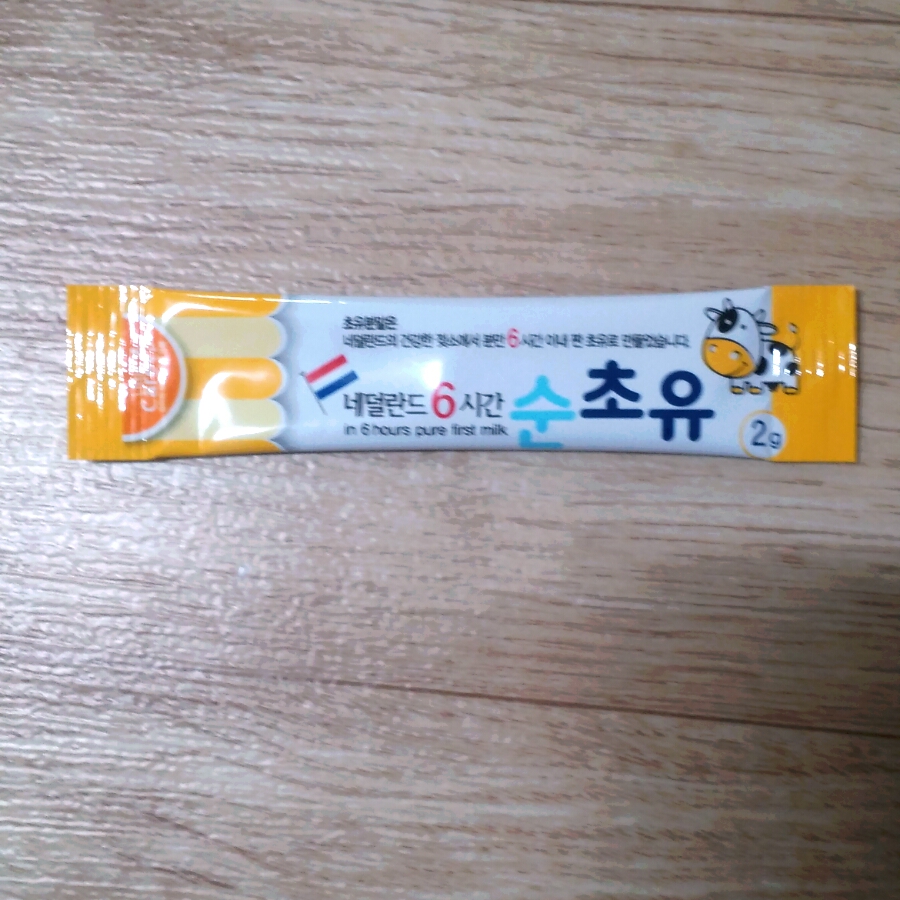 초유분말은
네덜란드의 건강한 젖소에서 분만 6시간 이내 짠 초유로 만들었습니다.
네덜란드 6시간 순초유
in 6 hours pure first milk
2g